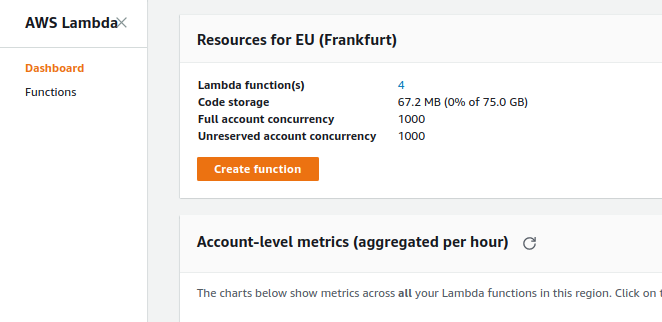 AWS Lambda
Dashboard
Functions
Resources for EU (Frankfurt)
Lambda function(s) 4
Code storage 67.2 MB (0% of 75.0 GB)
Full account concurrency 1000
Unreserved account concurrency 1000
Create function
Account-level metrics (aggregated per hour)
The charts below show metrics across all your Lambda functions in this region. Click on